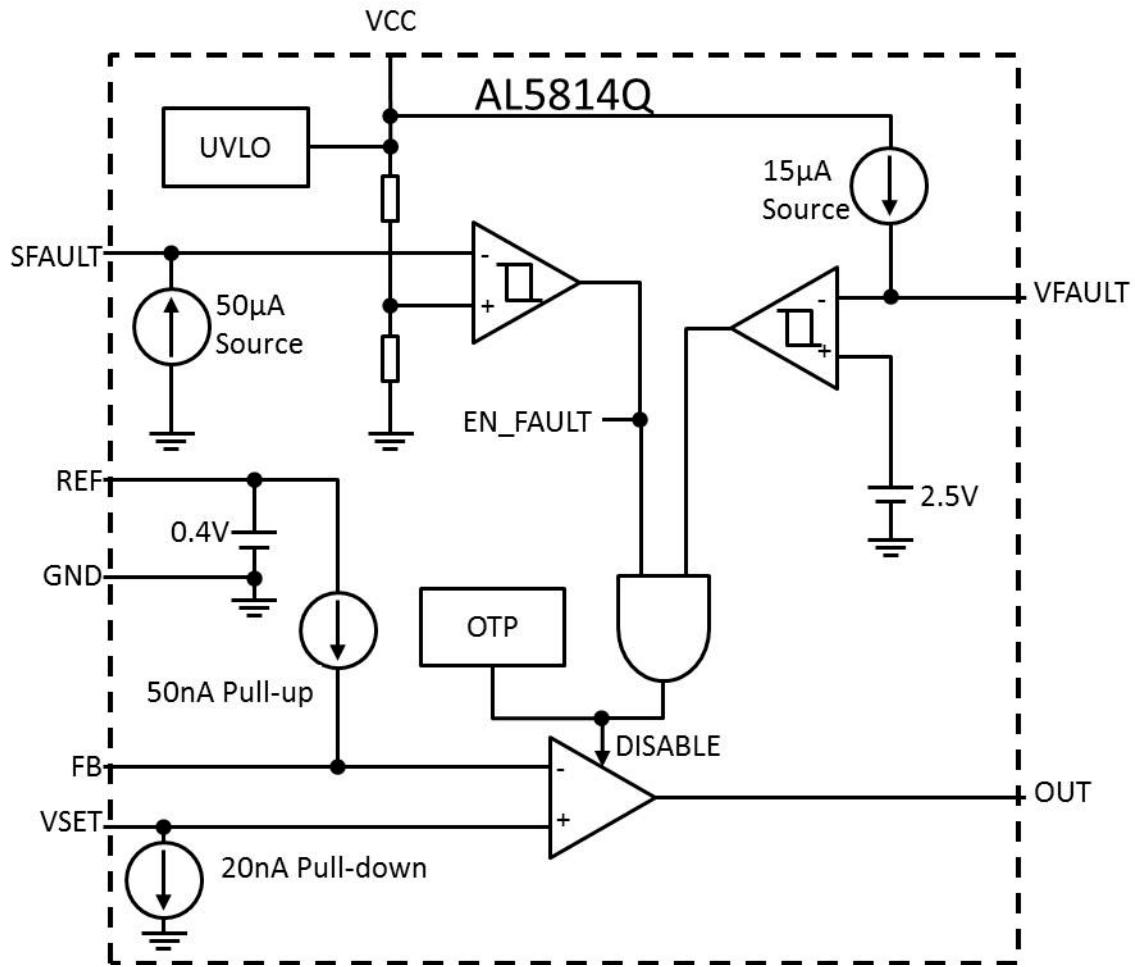 VCC
AL5814Q
UVLO
15µA
Source
SFAULT
-
+
50µA
Source
-
+
VFAULT
EN_FAULT
REF
2.5V
0.4V
GND
OTP
50nA Pull-up
DISABLE
FB
-
OUT
VSET
+
20nA Pull-down